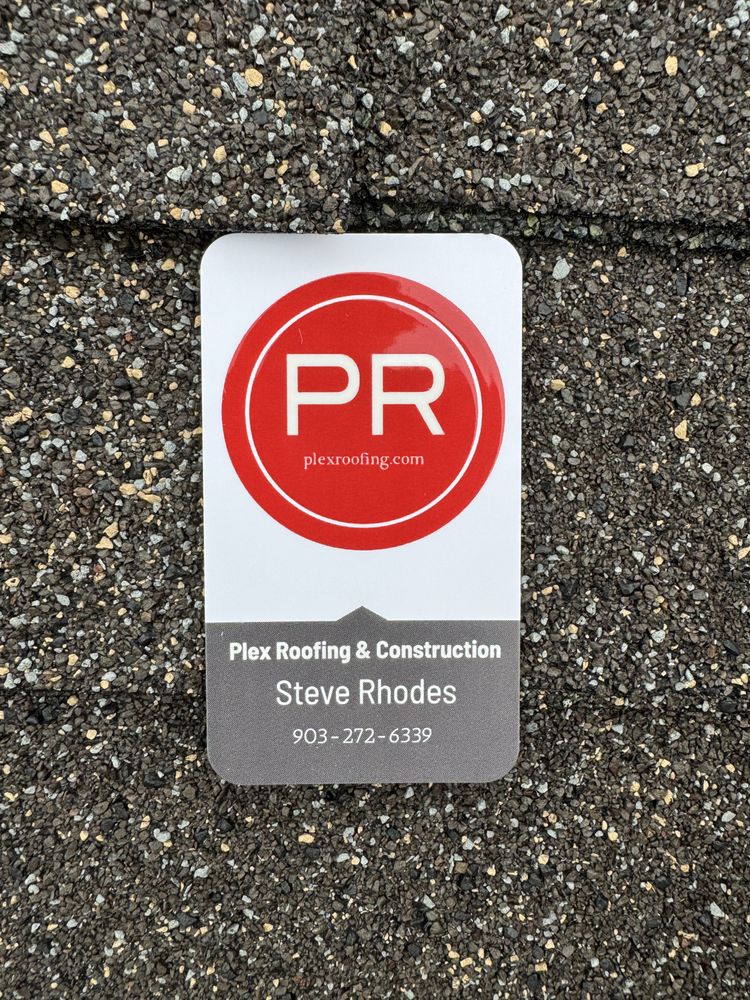 PR
plexroofing.com
Plex Roofing & Construction
Steve Rhodes
903-272-6339